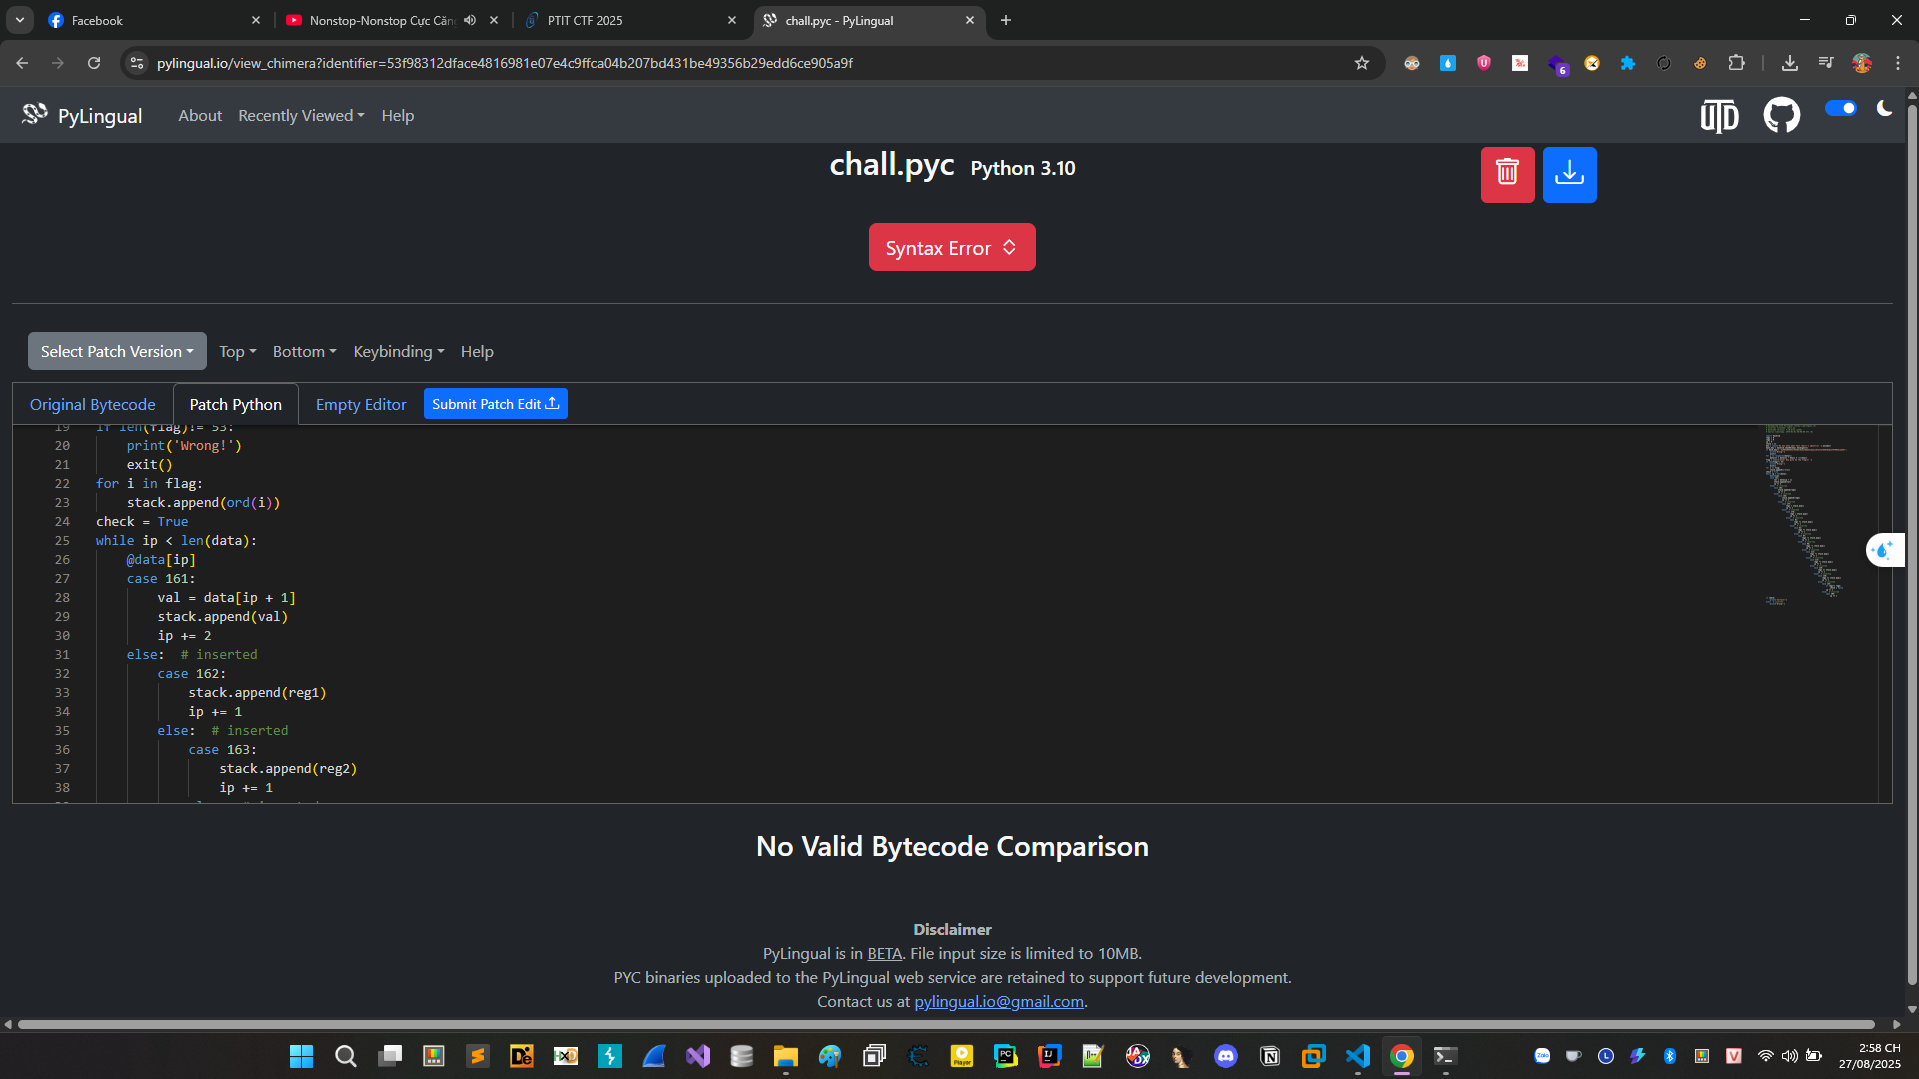 Facebook
Nonstop-Nonstop Cực Căn
PTIT CTF 2025
chall.pyc - PyLingual
pylingual.io/view_chimera?identifier=53f98312dface4816981e07e4c9ffca04b207bd431be49356b29edd6ce905a9f
6
PyLingual
About
Recently Viewed
Help
UTD
chall.pyc Python 3.10
Syntax Error
Select Patch Version
Top
Bottom
Keybinding
Help
Original Bytecode
Patch Python
Empty Editor
Submit Patch Edit
19 if len(flag)!= 53:
20 print('Wrong!')
21 exit()
22 for i in flag:
23 stack.append(ord(i))
24 check = True
25 while ip < len(data):
26 @data[ip]
27 case 161:
28 val = data[ip + 1]
29 stack.append(val)
30 ip += 2
31 else:  # inserted
32 case 162:
33 stack.append(reg1)
34 ip += 1
35 else:  # inserted
36 case 163:
37 stack.append(reg2)
38 ip += 1
No Valid Bytecode Comparison
Disclaimer
PyLingual is in BETA. File input size is limited to 10MB.
PYC binaries uploaded to the PyLingual web service are retained to support future development.
Contact us at pylingual.io@gmail.com.
2:58 CH
27/08/2025